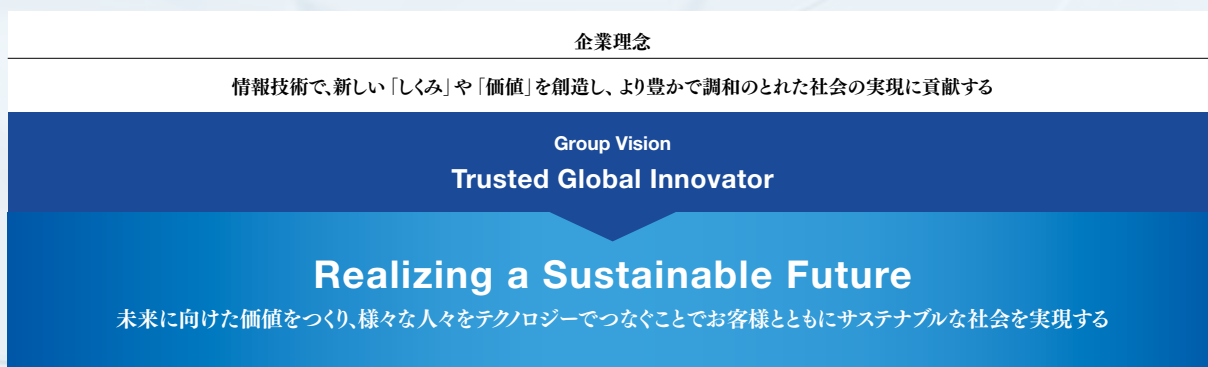 企業理念
情報技術で、新しい「しくみ」や「価値」を創造し、より豊かで調和のとれた社会の実現に貢献する
Group Vision
Trusted Global Innovator
Realizing a Sustainable Future
未来に向けた価値をつくり、様々な人々をテクノロジーでつなぐことでお客様とともにサステナブルな社会を実現する